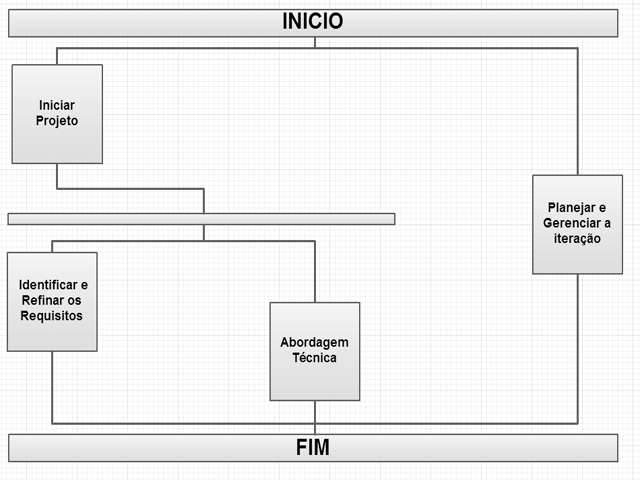 INICIO
Iniciar
Projeto
Planejar e
Gerenciar a
iteração
Identificar e
Refinar os
Requisitos
Abordagem
Técnica
FIM